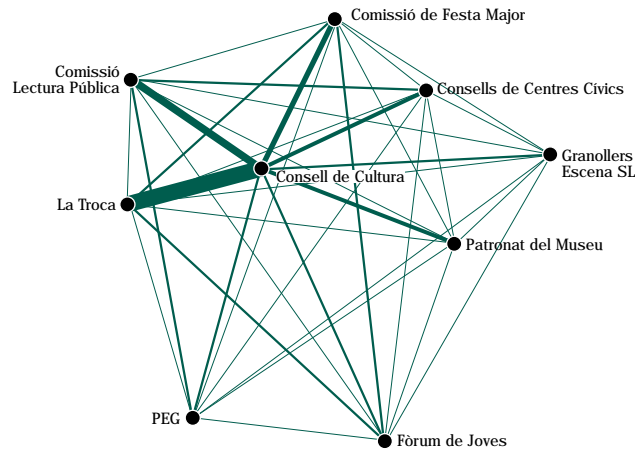 Comissió de Festa Major
Comissió
Lectura Pública
Consells de Centres Cívics
Granollers
Escena SL
Consell de Cultura
La Troca
Patronat del Museu
PEG
Fòrum de Joves